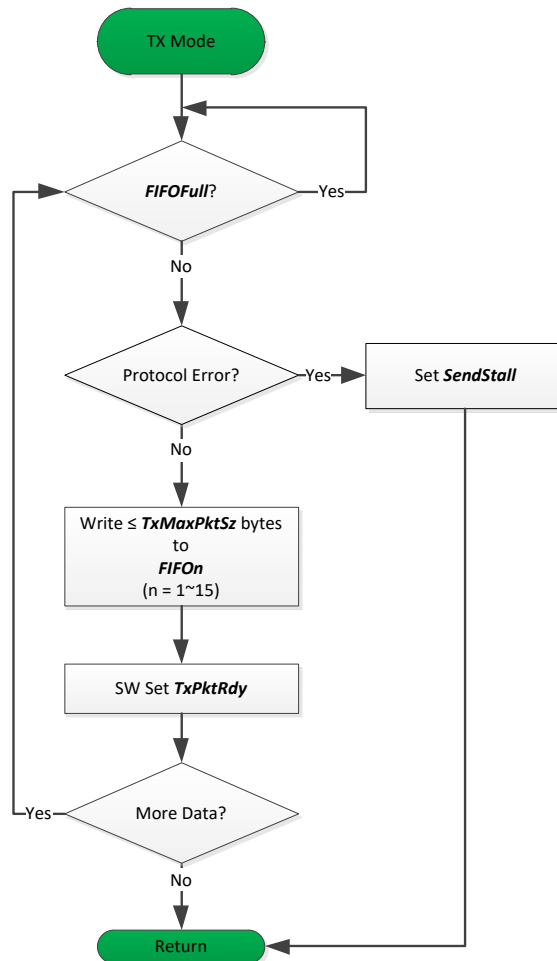 TX Mode
FIFOFull?
Yes
No
Protocol Error?
Yes
Set SendStall
No
Write ≤ TxMaxPktSz bytes
to
FIFOn
(n = 1~15)
SW Set TxPktRdy
More Data?
Yes
No
Return